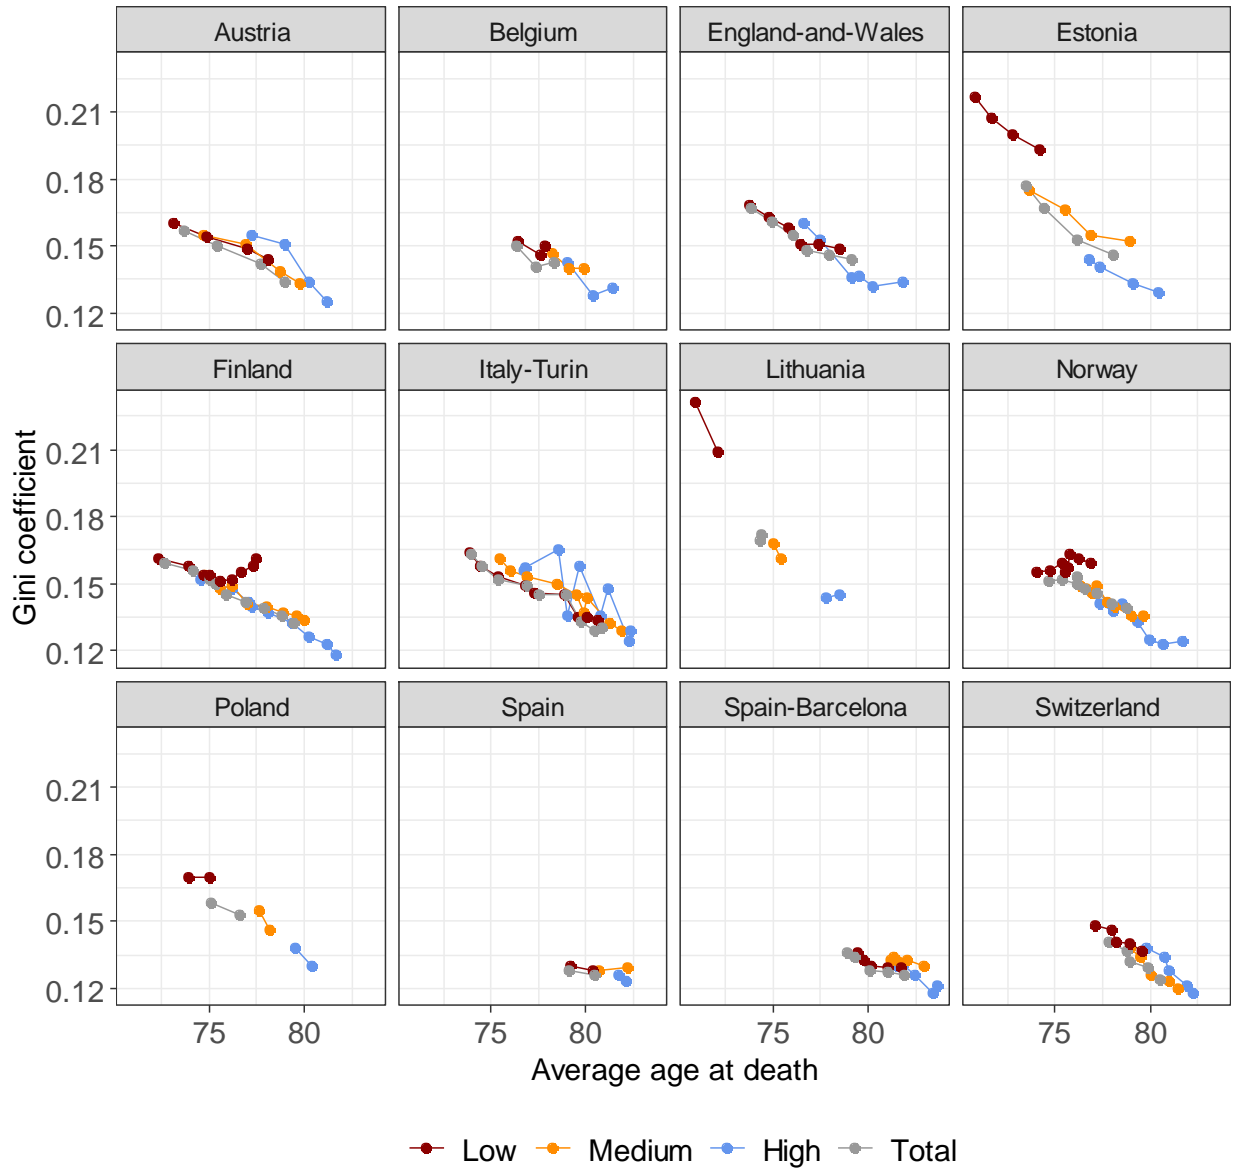 Austria Belgium England-and-Wales Estonia
0.21
0.18
0.15
0.12
Finland Italy-Turin Lithuania Norway
0.21
0.18
0.15
0.12
Gini coefficient
Poland Spain Spain-Barcelona Switzerland
0.21
0.18
0.15
0.12
75 80 75 80 75 80 75 80
Average age at death
Low Medium High Total